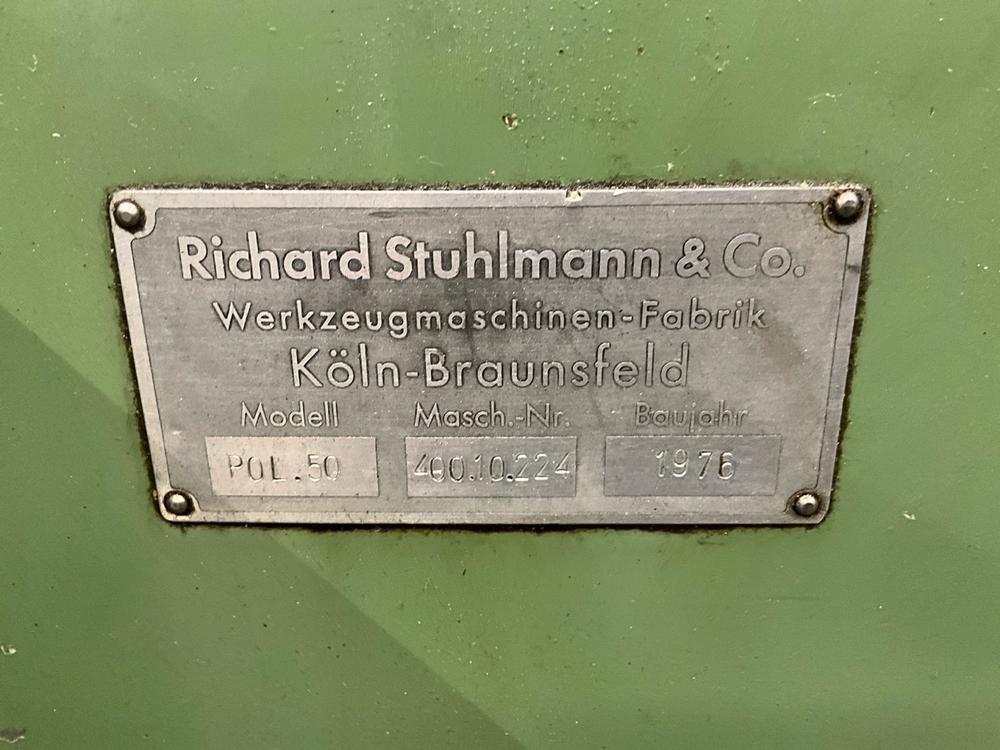 Richard Stuhlmann & Co.
Werkzeugmaschinen-Fabrik
Köln-Braunsfeld
Modell Masch.-Nr. Baujahr
POL.50 400.10.224 1976